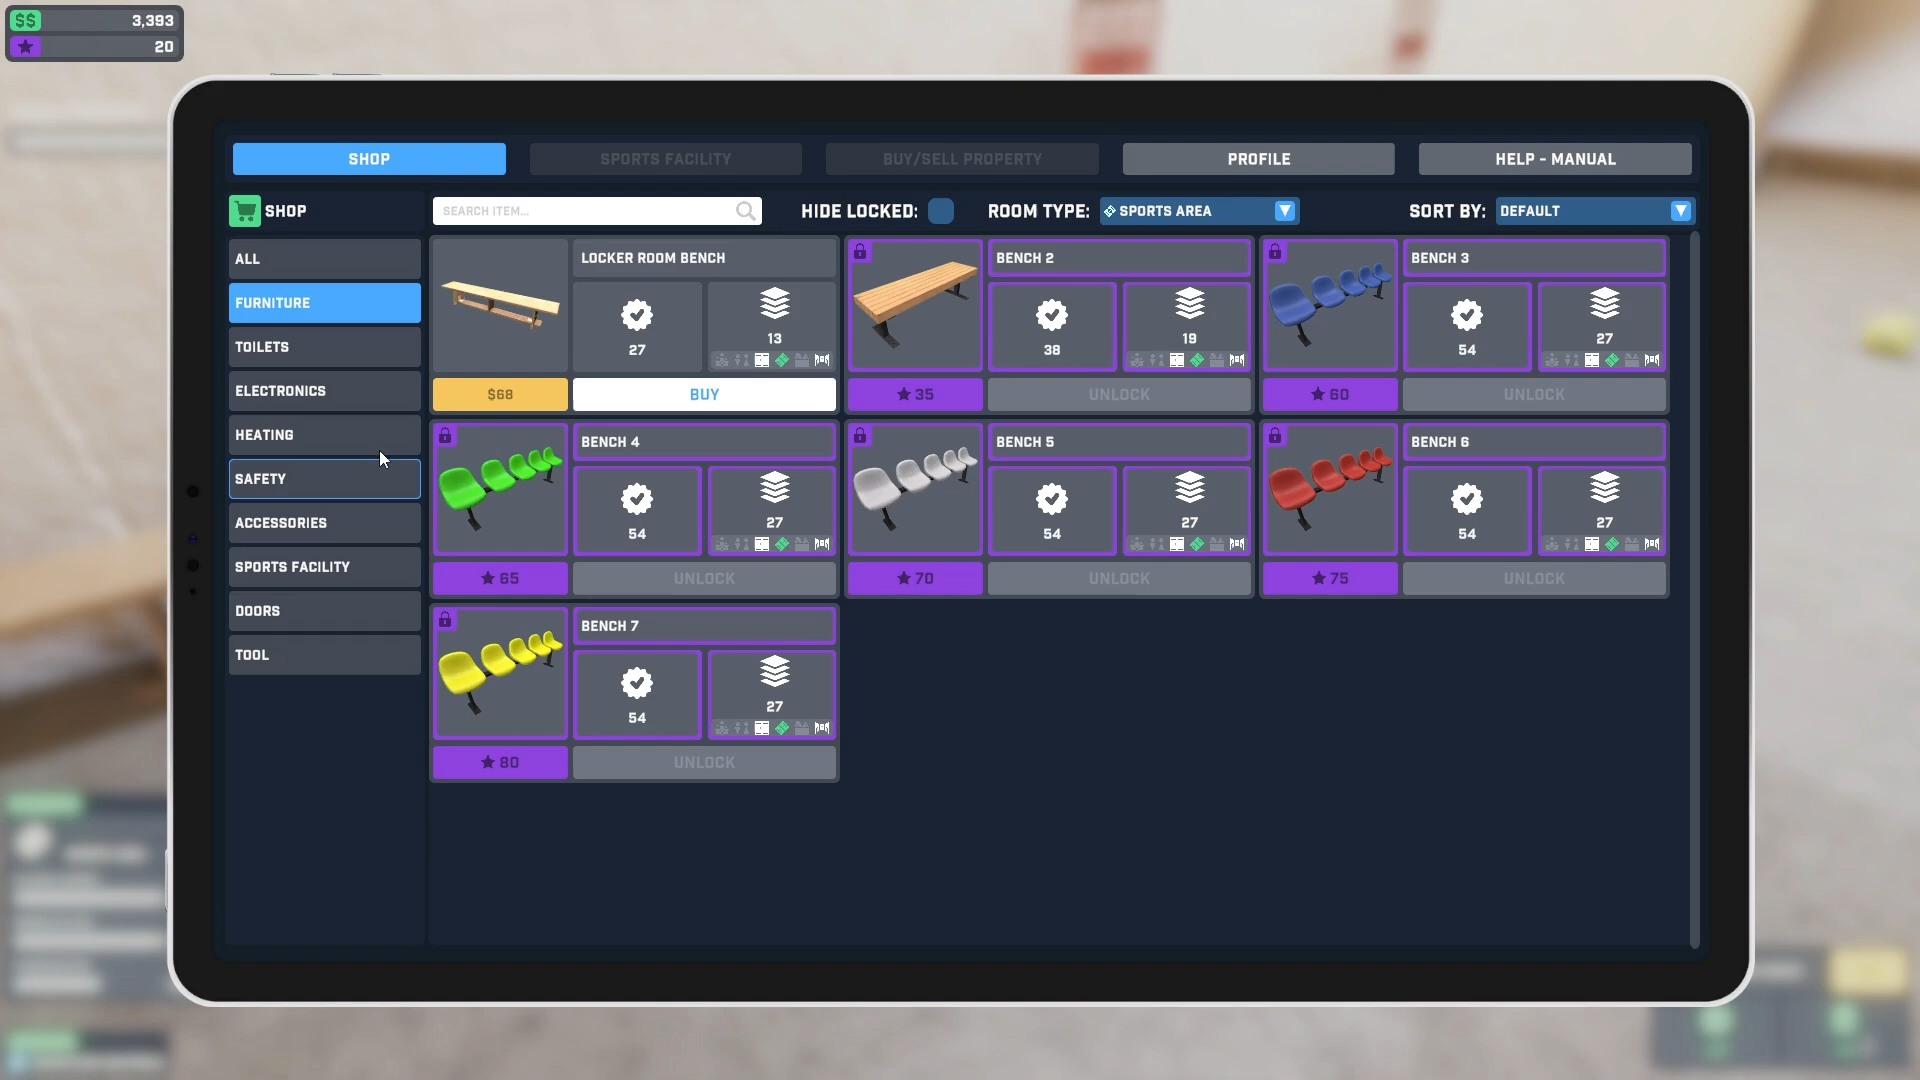 $$ 3,393
20
SHOP
SPORTS FACILITY
BUY/SELL PROPERTY
PROFILE
HELP - MANUAL
SHOP
SEARCH ITEM...
HIDE LOCKED:
ROOM TYPE:
SPORTS AREA
SORT BY:
DEFAULT
ALL
FURNITURE
TOILETS
ELECTRONICS
HEATING
SAFETY
ACCESSORIES
SPORTS FACILITY
DOORS
TOOL
LOCKER ROOM BENCH
27
13
$68
BUY
BENCH 2
38
19
35
UNLOCK
BENCH 3
54
27
60
UNLOCK
BENCH 4
54
27
65
UNLOCK
BENCH 5
54
27
70
UNLOCK
BENCH 6
54
27
75
UNLOCK
BENCH 7
54
27
80
UNLOCK